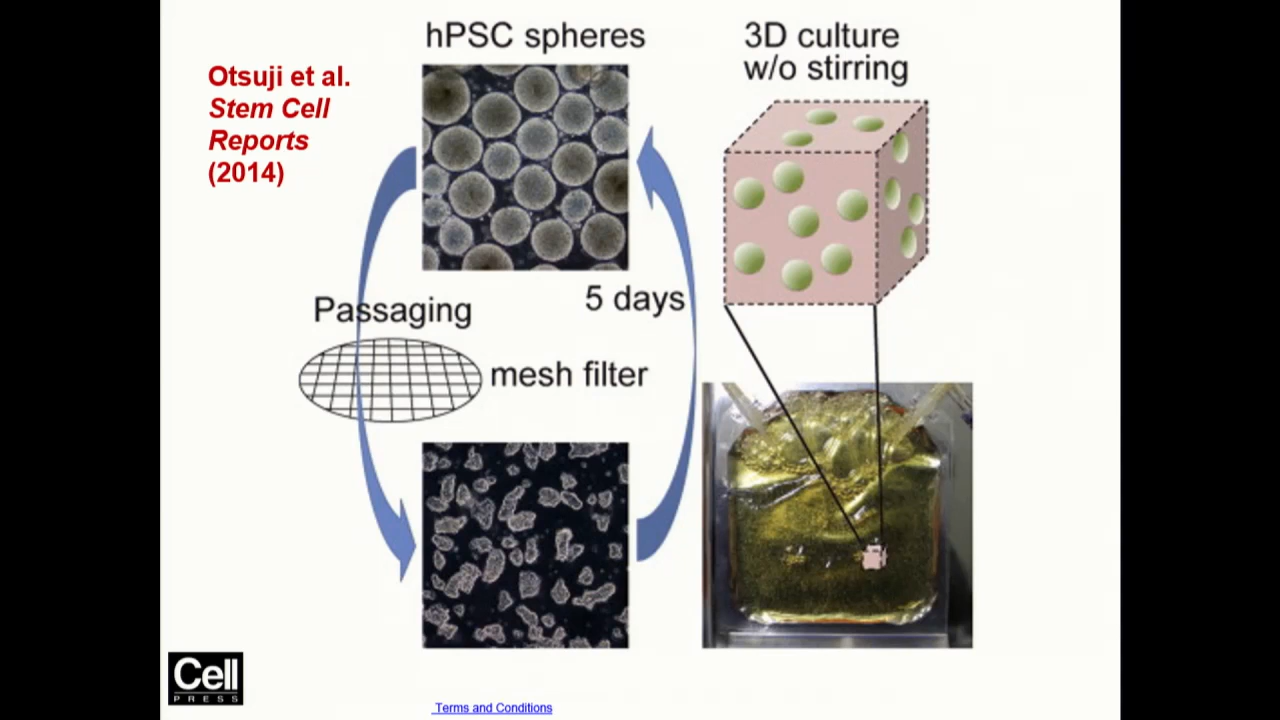 hPSC spheres
3D culture
w/o stirring
Otsuji et al.
Stem Cell
Reports
(2014)
5 days
Passaging
mesh filter
Cell
PRESS
Terms and Conditions